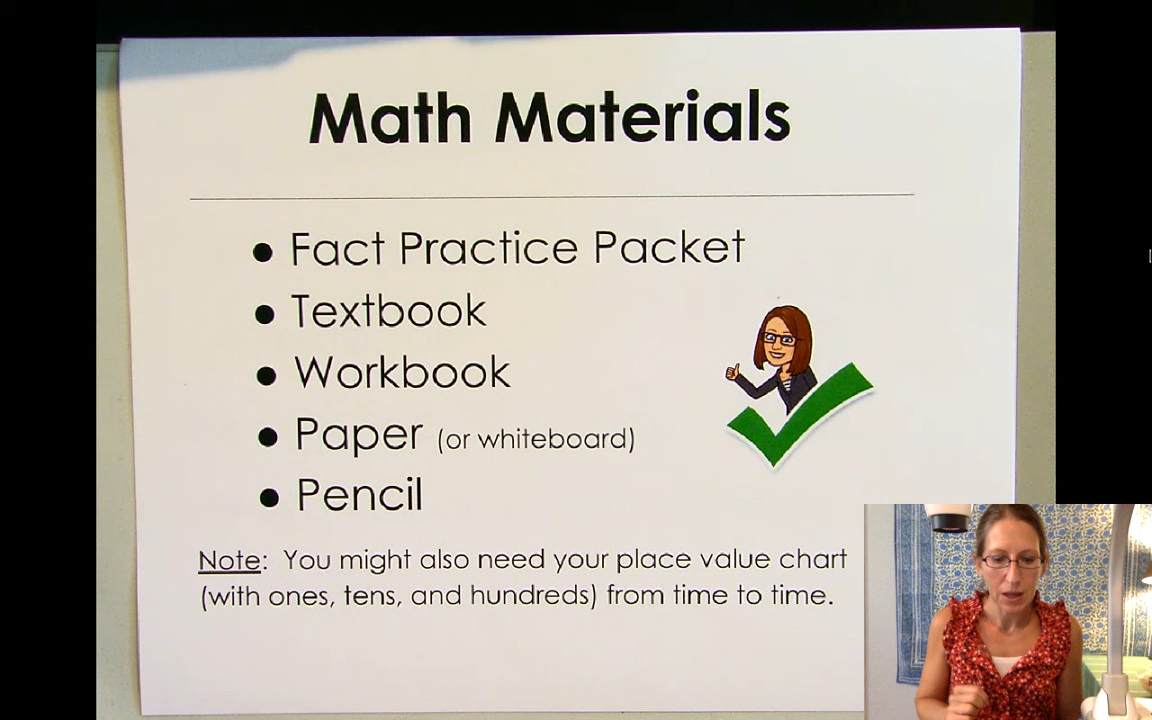 Math Materials
● Fact Practice Packet
● Textbook
● Workbook
● Paper (or whiteboard)
● Pencil
Note: You might also need your place value chart
(with ones, tens, and hundreds) from time to time.